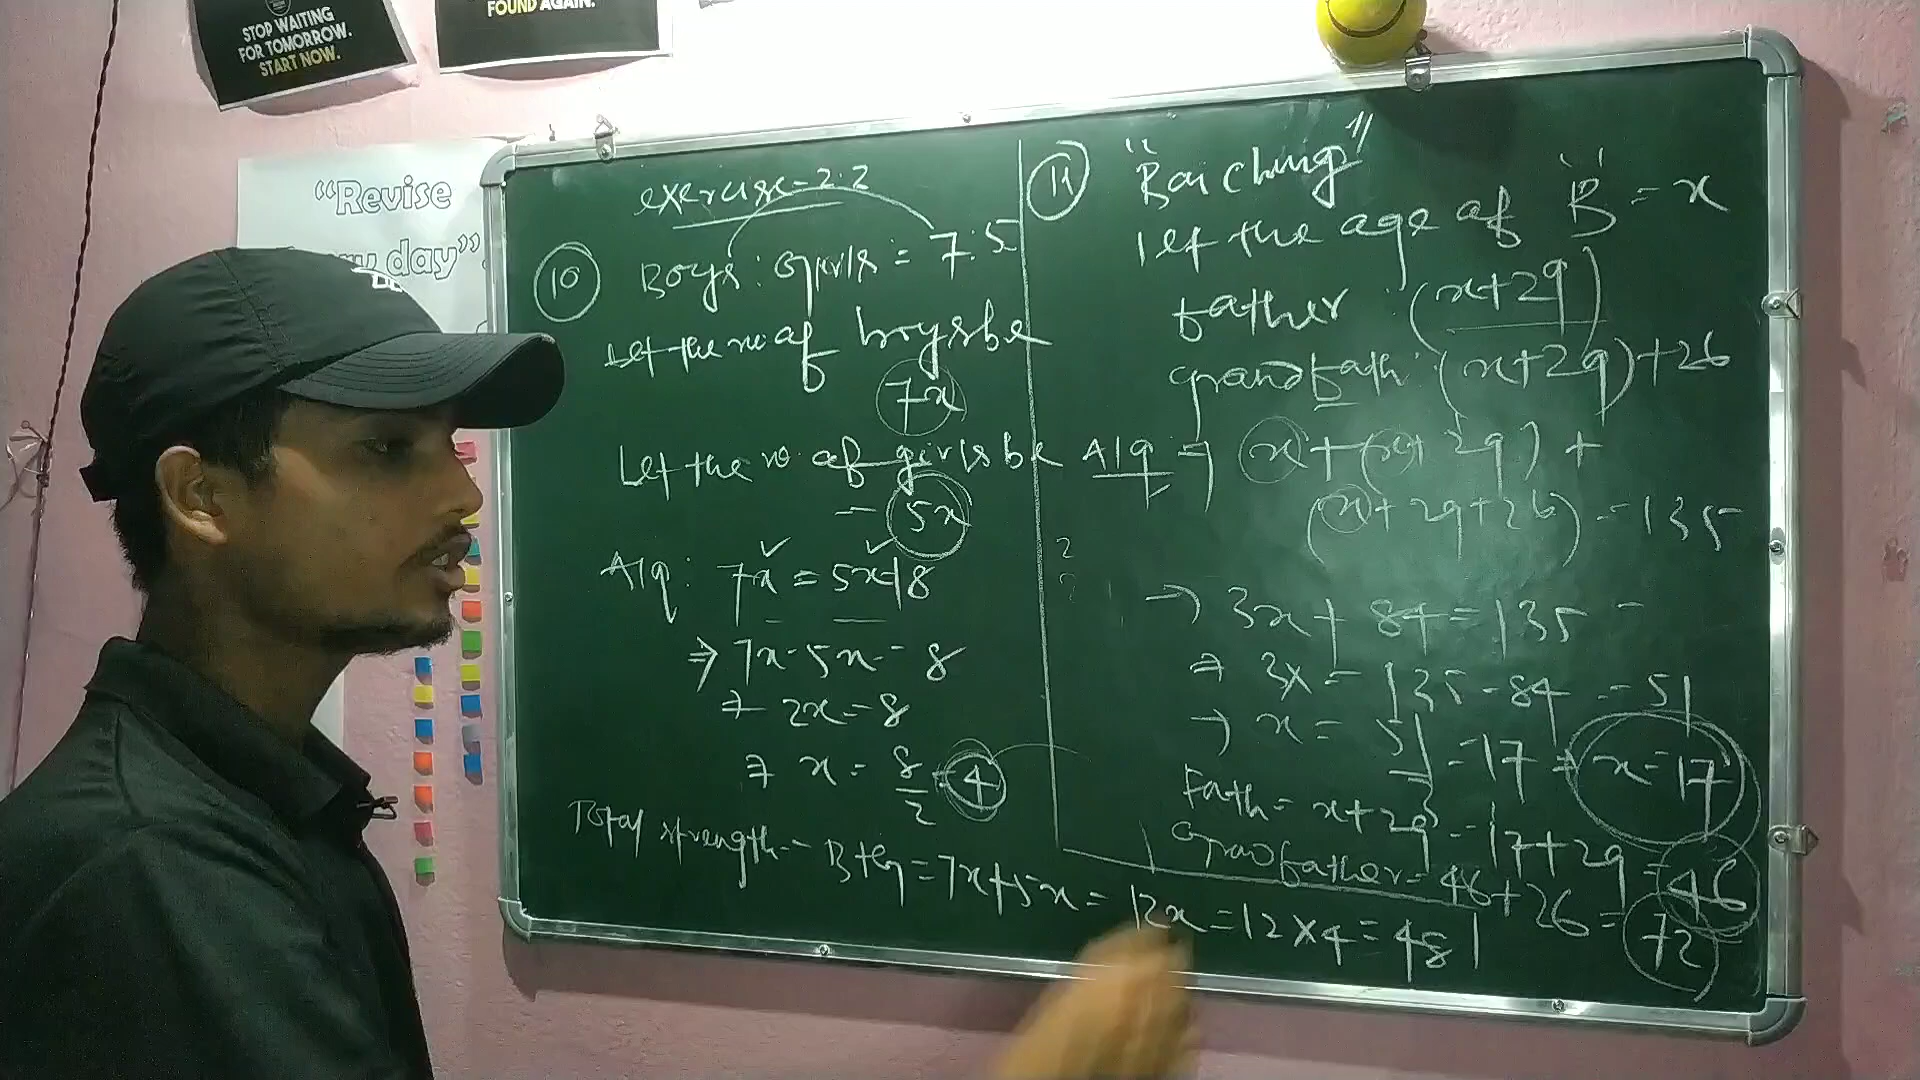 STOP WAITING
FOR TOMORROW.
START NOW.
FOUND AGAIN.
"Revise
day"
exercise - 2.2
10 Boys : girls = 7:5
Let the no of boys be
7x
Let the no. of girls be
- 5x
A/q: 7x = 5x+8
⇒ 7x - 5x = 8
⇒ 2x = 8
⇒ x = 8/2 = 4
Total strength = B+G = 7x+5x = 12x = 12×4 = 48
11 "Baichung"
let the age of "B" = x
father : (x+29)
grandfath : (x+29)+26
A/q ⇒ x + (x+29) +
(x+29+26) = 135
→ 3x + 84 = 135 -
⇒ 3x = 135 - 84 = 51
→ x = 51/3 = 17 ⇒ x = 17
Fath = x+29 = 17+29 = 46
Grandfather = 46+26 = 72